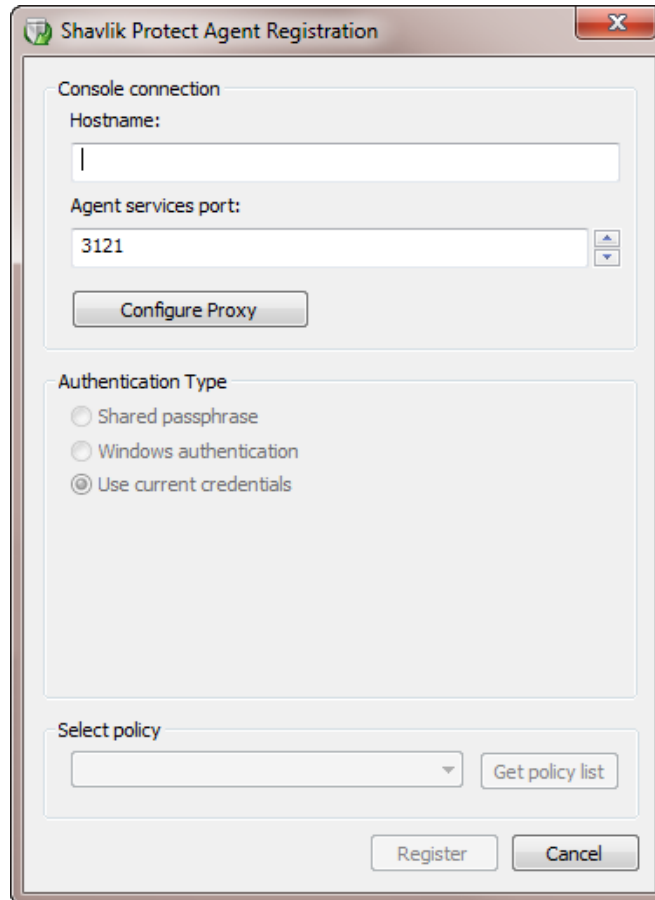 Shavlik Protect Agent Registration
Console connection
Hostname:
Agent services port:
3121
Configure Proxy
Authentication Type
Shared passphrase
Windows authentication
Use current credentials
Select policy
Get policy list
Register Cancel